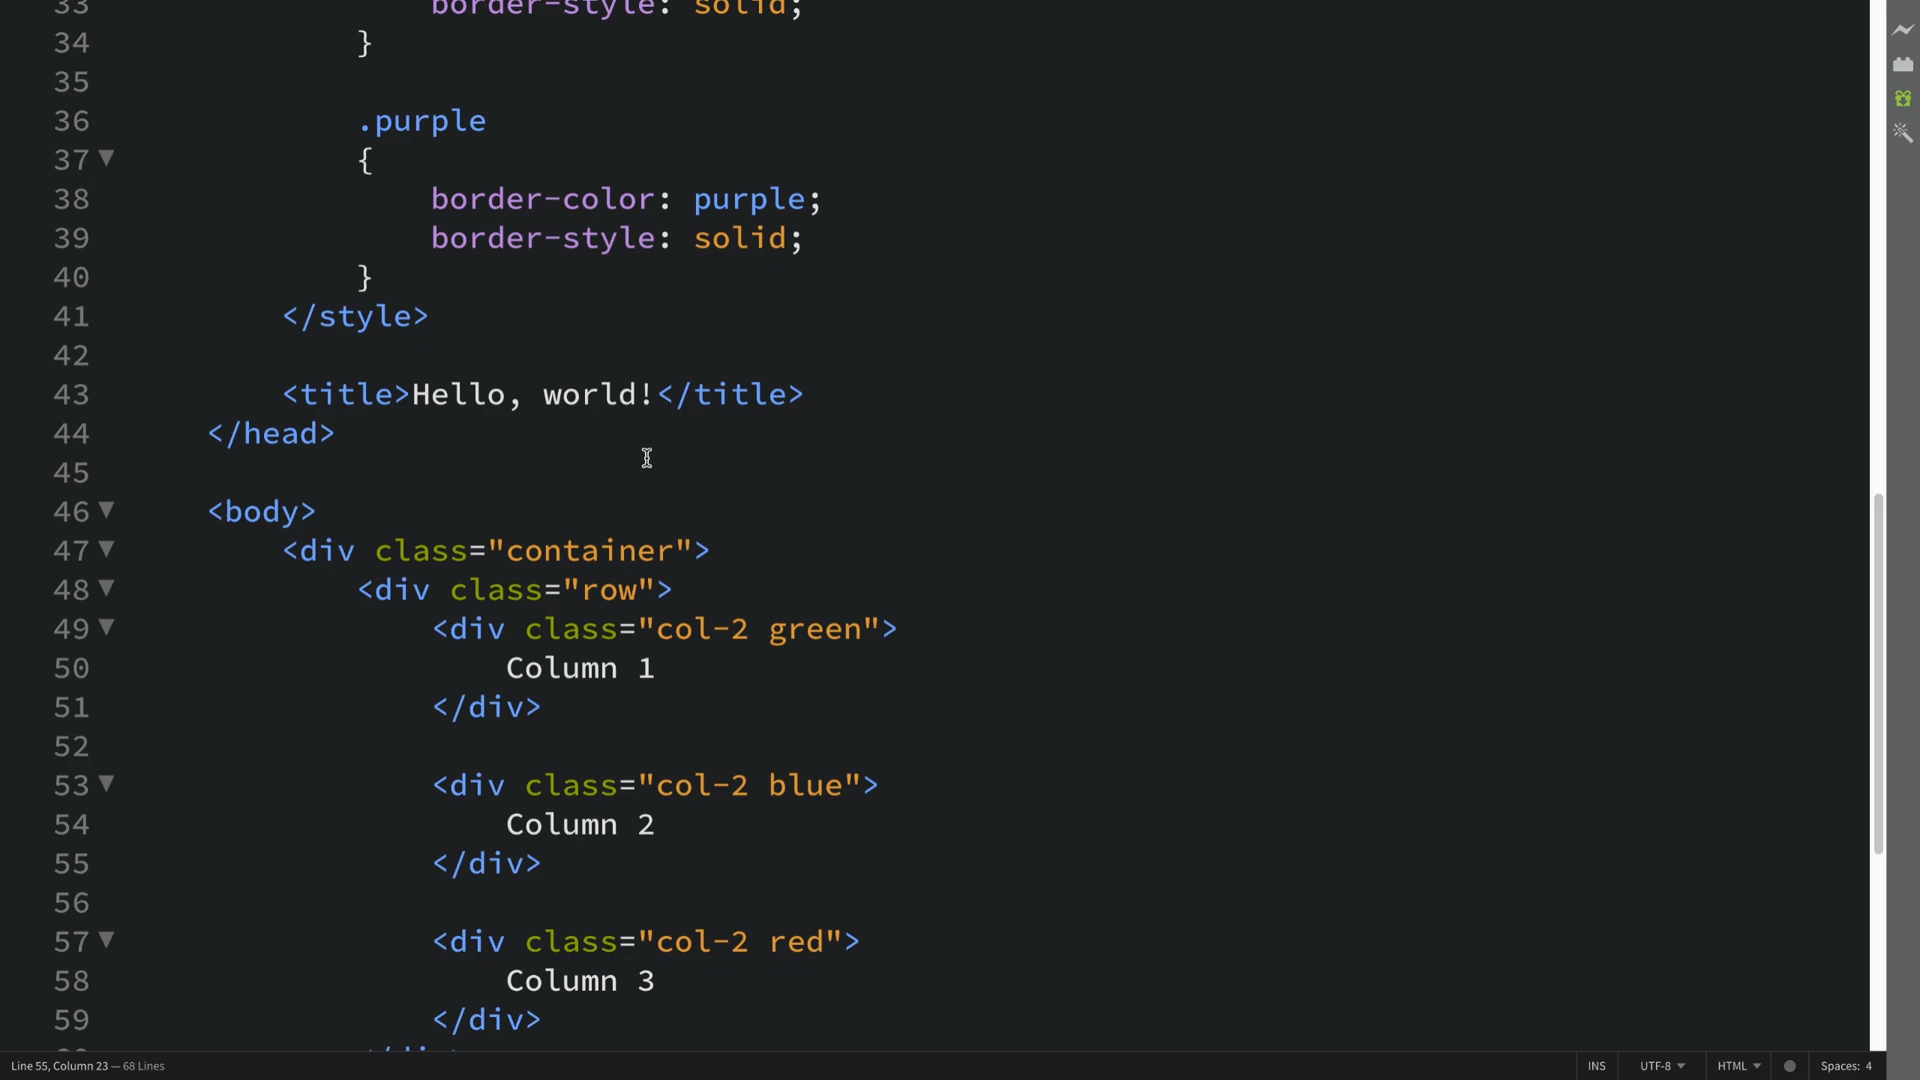 33 border-style: solid;
34 }
35
36 .purple
37 {
38 border-color: purple;
39 border-style: solid;
40 }
41 </style>
42
43 <title>Hello, world!</title>
44 </head>
45
46 <body>
47 <div class="container">
48 <div class="row">
49 <div class="col-2 green">
50 Column 1
51 </div>
52
53 <div class="col-2 blue">
54 Column 2
55 </div>
56
57 <div class="col-2 red">
58 Column 3
59 </div>
Line 55, Column 23 — 68 Lines INS UTF-8 HTML Spaces: 4